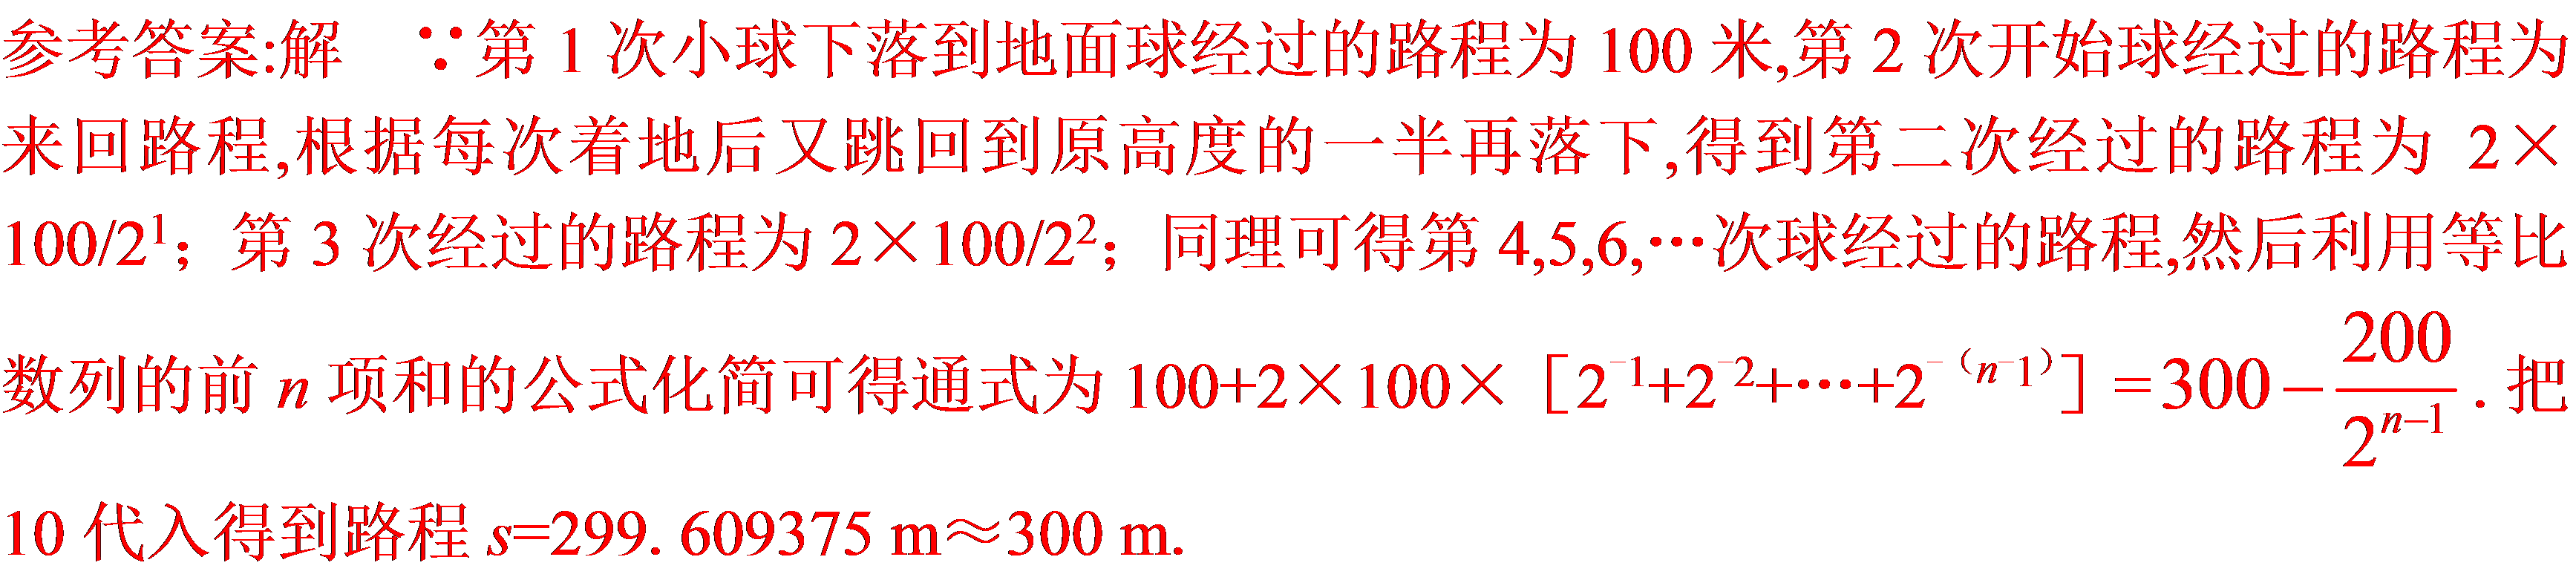 参考答案:解 ∵第 1 次小球下落到地面球经过的路程为 100 米,第 2 次开始球经过的路程为
来回路程,根据每次着地后又跳回到原高度的一半再落下,得到第二次经过的路程为 2×
100/2¹；第 3 次经过的路程为 2×100/2²；同理可得第 4,5,6,…次球经过的路程,然后利用等比
数列的前 n 项和的公式化简可得通式为 100+2×100×［2⁻¹+2⁻²+…+2⁻⁽ⁿ⁻¹⁾］=300-200/2ⁿ⁻¹. 把
10 代入得到路程 s=299. 609375 m≈300 m.